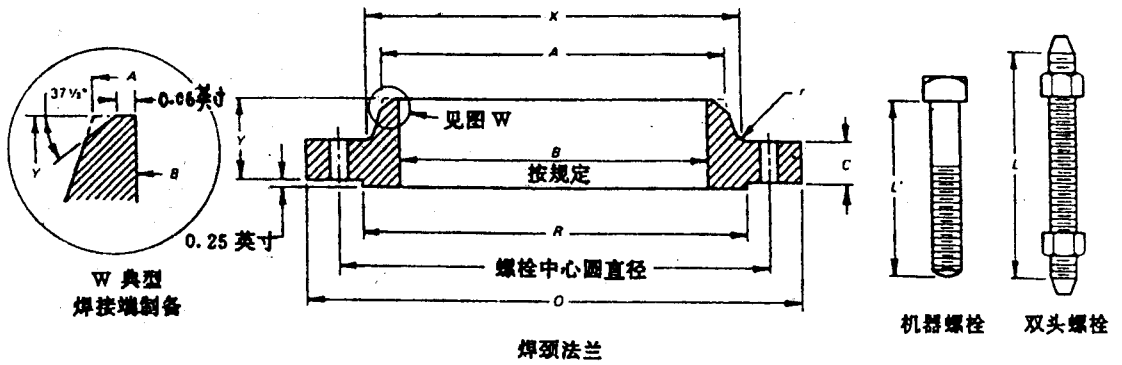 X
A
37 1/2°
A
0.06英寸
Y
B
W 典型
焊接端制备
Y
见图 W
r
B
按规定
C
0.25 英寸
R
螺栓中心圆直径
O
焊颈法兰
L'
机器螺栓
L
双头螺栓